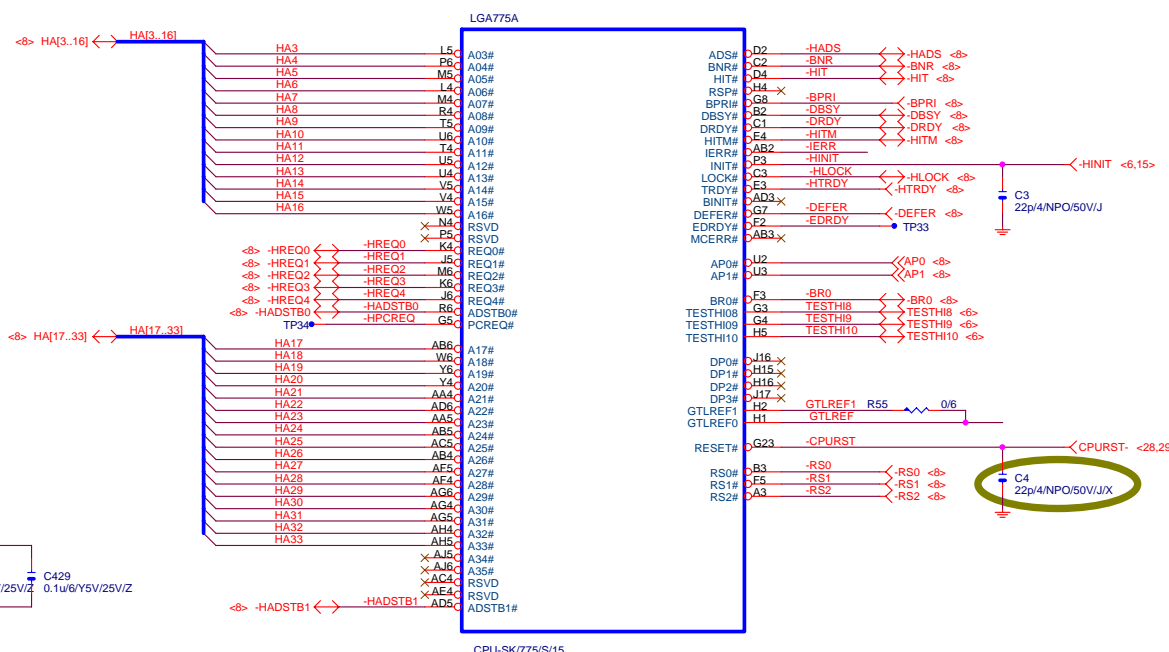 LGA775A
<8> HA[3..16] HA[3..16]
HA3 L5 A03#
HA4 P6 A04#
HA5 M5 A05#
HA6 L4 A06#
HA7 M4 A07#
HA8 R4 A08#
HA9 T5 A09#
HA10 U6 A10#
HA11 T4 A11#
HA12 U5 A12#
HA13 U4 A13#
HA14 V5 A14#
HA15 V4 A15#
HA16 W5 A16#
N4 RSVD
P5 RSVD
<8> -HREQ0 -HREQ0 K4 REQ0#
<8> -HREQ1 -HREQ1 J5 REQ1#
<8> -HREQ2 -HREQ2 M6 REQ2#
<8> -HREQ3 -HREQ3 K6 REQ3#
<8> -HREQ4 -HREQ4 J6 REQ4#
<8> -HADSTB0 -HADSTB0 R6 ADSTB0#
TP34 -HPCREQ G5 PCREQ#
<8> HA[17..33] HA[17..33]
HA17 AB6 A17#
HA18 W6 A18#
HA19 Y6 A19#
HA20 Y4 A20#
HA21 AA4 A21#
HA22 AD6 A22#
HA23 AA5 A23#
HA24 AB5 A24#
HA25 AC5 A25#
HA26 AB4 A26#
HA27 AF5 A27#
HA28 AF4 A28#
HA29 AG6 A29#
HA30 AG4 A30#
HA31 AG5 A31#
HA32 AH4 A32#
HA33 AH5 A33#
AJ5 A34#
AJ6 A35#
AC4 RSVD
AE4 RSVD
<8> -HADSTB1 -HADSTB1 AD5 ADSTB1#
ADS# D2 -HADS -HADS <8>
BNR# C2 -BNR -BNR <8>
HIT# D4 -HIT -HIT <8>
RSP# H4
BPRI# G8 -BPRI -BPRI <8>
DBSY# B2 -DBSY -DBSY <8>
DRDY# C1 -DRDY -DRDY <8>
HITM# E4 -HITM -HITM <8>
IERR# AB2 -IERR
INIT# P3 -HINIT -HINIT <6,15>
LOCK# C3 -HLOCK -HLOCK <8>
TRDY# E3 -HTRDY -HTRDY <8>
BINIT# AD3
DEFER# G7 -DEFER -DEFER <8>
EDRDY# F2 -EDRDY TP33
MCERR# AB3
C3
22p/4/NPO/50V/J
AP0# U2 AP0 <8>
AP1# U3 AP1 <8>
BR0# F3 -BR0 -BR0 <8>
TESTHI08 G3 TESTHI8 TESTHI8 <6>
TESTHI09 G4 TESTHI9 TESTHI9 <6>
TESTHI10 H5 TESTHI10 TESTHI10 <6>
DP0# J16
DP1# H15
DP2# H16
DP3# J17
GTLREF1 H2 GTLREF1 R55 0/6
GTLREF0 H1 GTLREF
RESET# G23 -CPURST CPURST- <28,29
RS0# B3 -RS0 -RS0 <8>
RS1# F5 -RS1 -RS1 <8>
RS2# A3 -RS2 -RS2 <8>
C4
22p/4/NPO/50V/J/X
C429
/25V/Z 0.1u/6/Y5V/25V/Z
CPU-SK/775/S/15